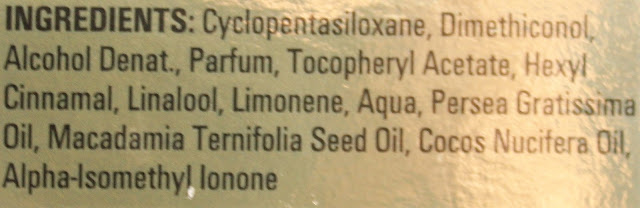 INGREDIENTS: Cyclopentasiloxane, Dimethiconol,
Alcohol Denat., Parfum, Tocopheryl Acetate, Hexyl
Cinnamal, Linalool, Limonene, Aqua, Persea Gratissima
Oil, Macadamia Ternifolia Seed Oil, Cocos Nucifera Oil,
Alpha-Isomethyl Ionone